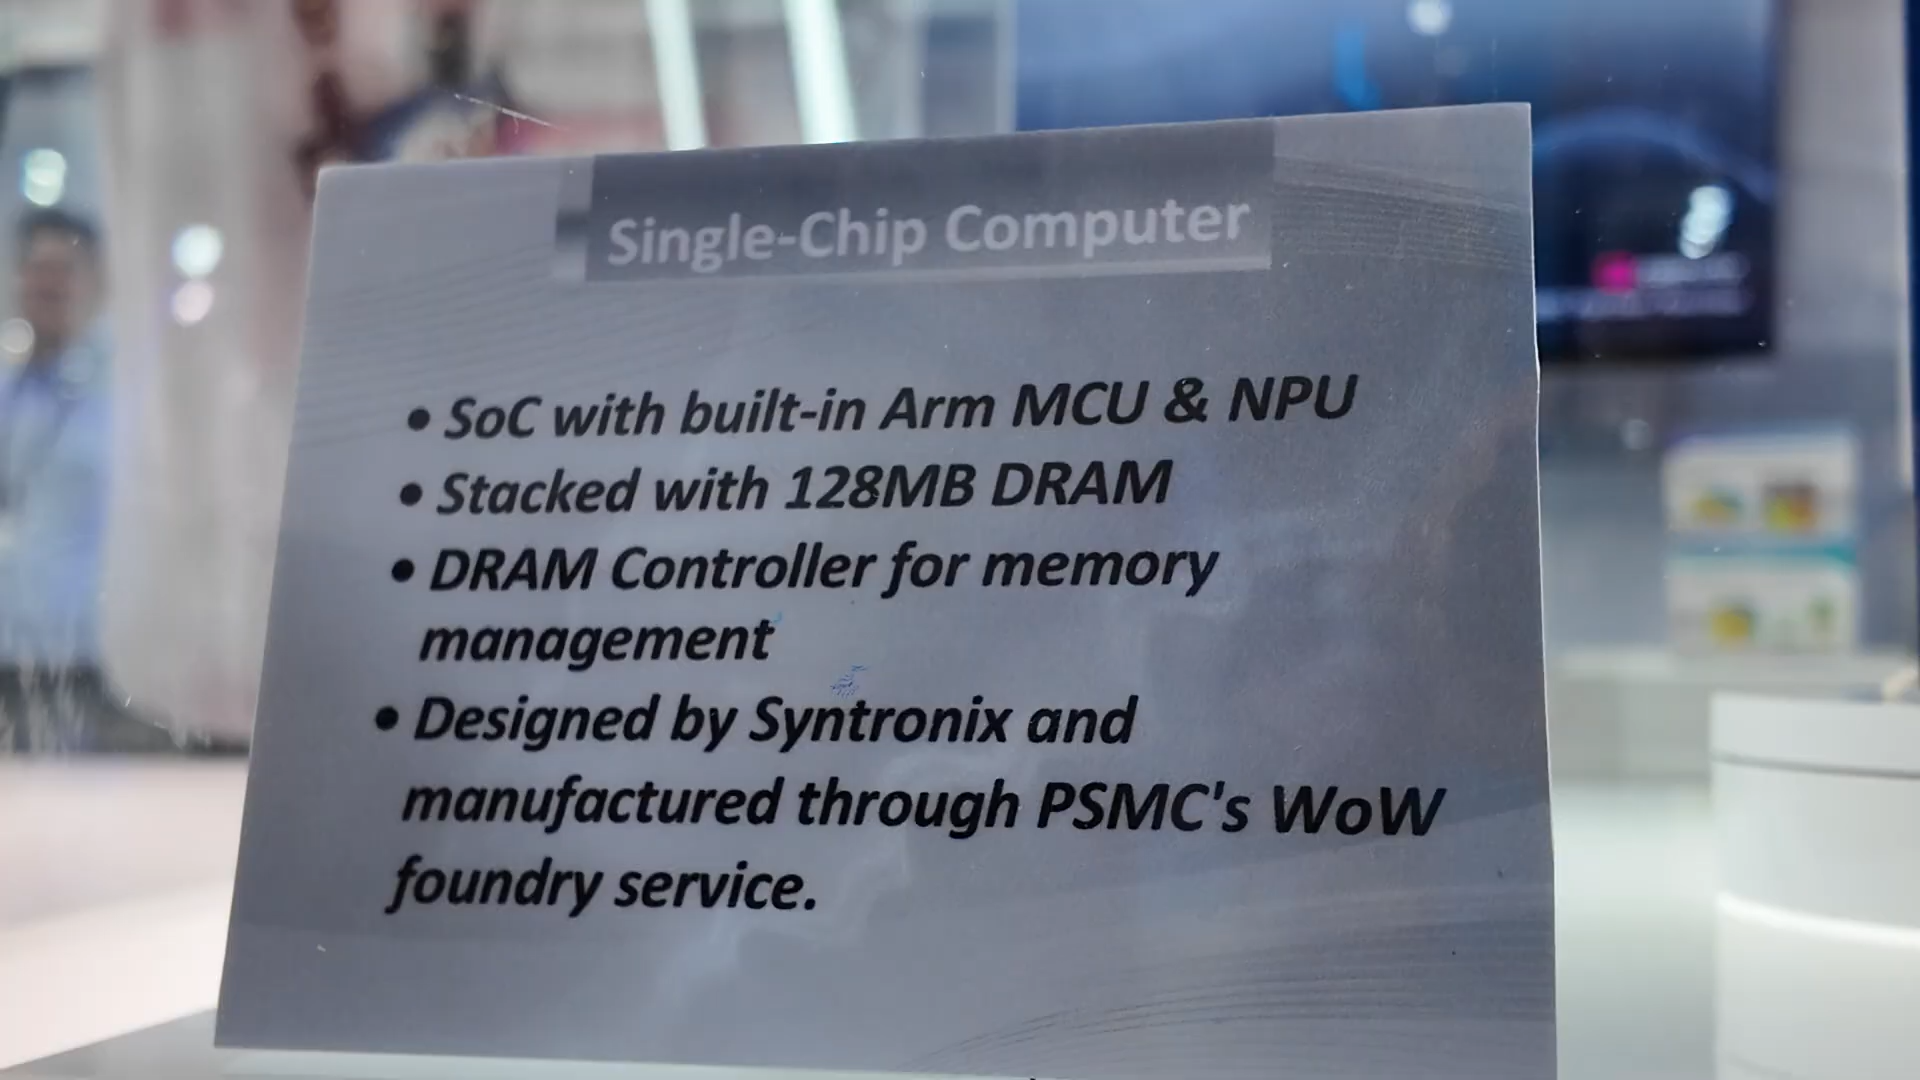 Single-Chip Computer
• SoC with built-in Arm MCU & NPU
• Stacked with 128MB DRAM
• DRAM Controller for memory
management
• Designed by Syntronix and
manufactured through PSMC's WoW
foundry service.